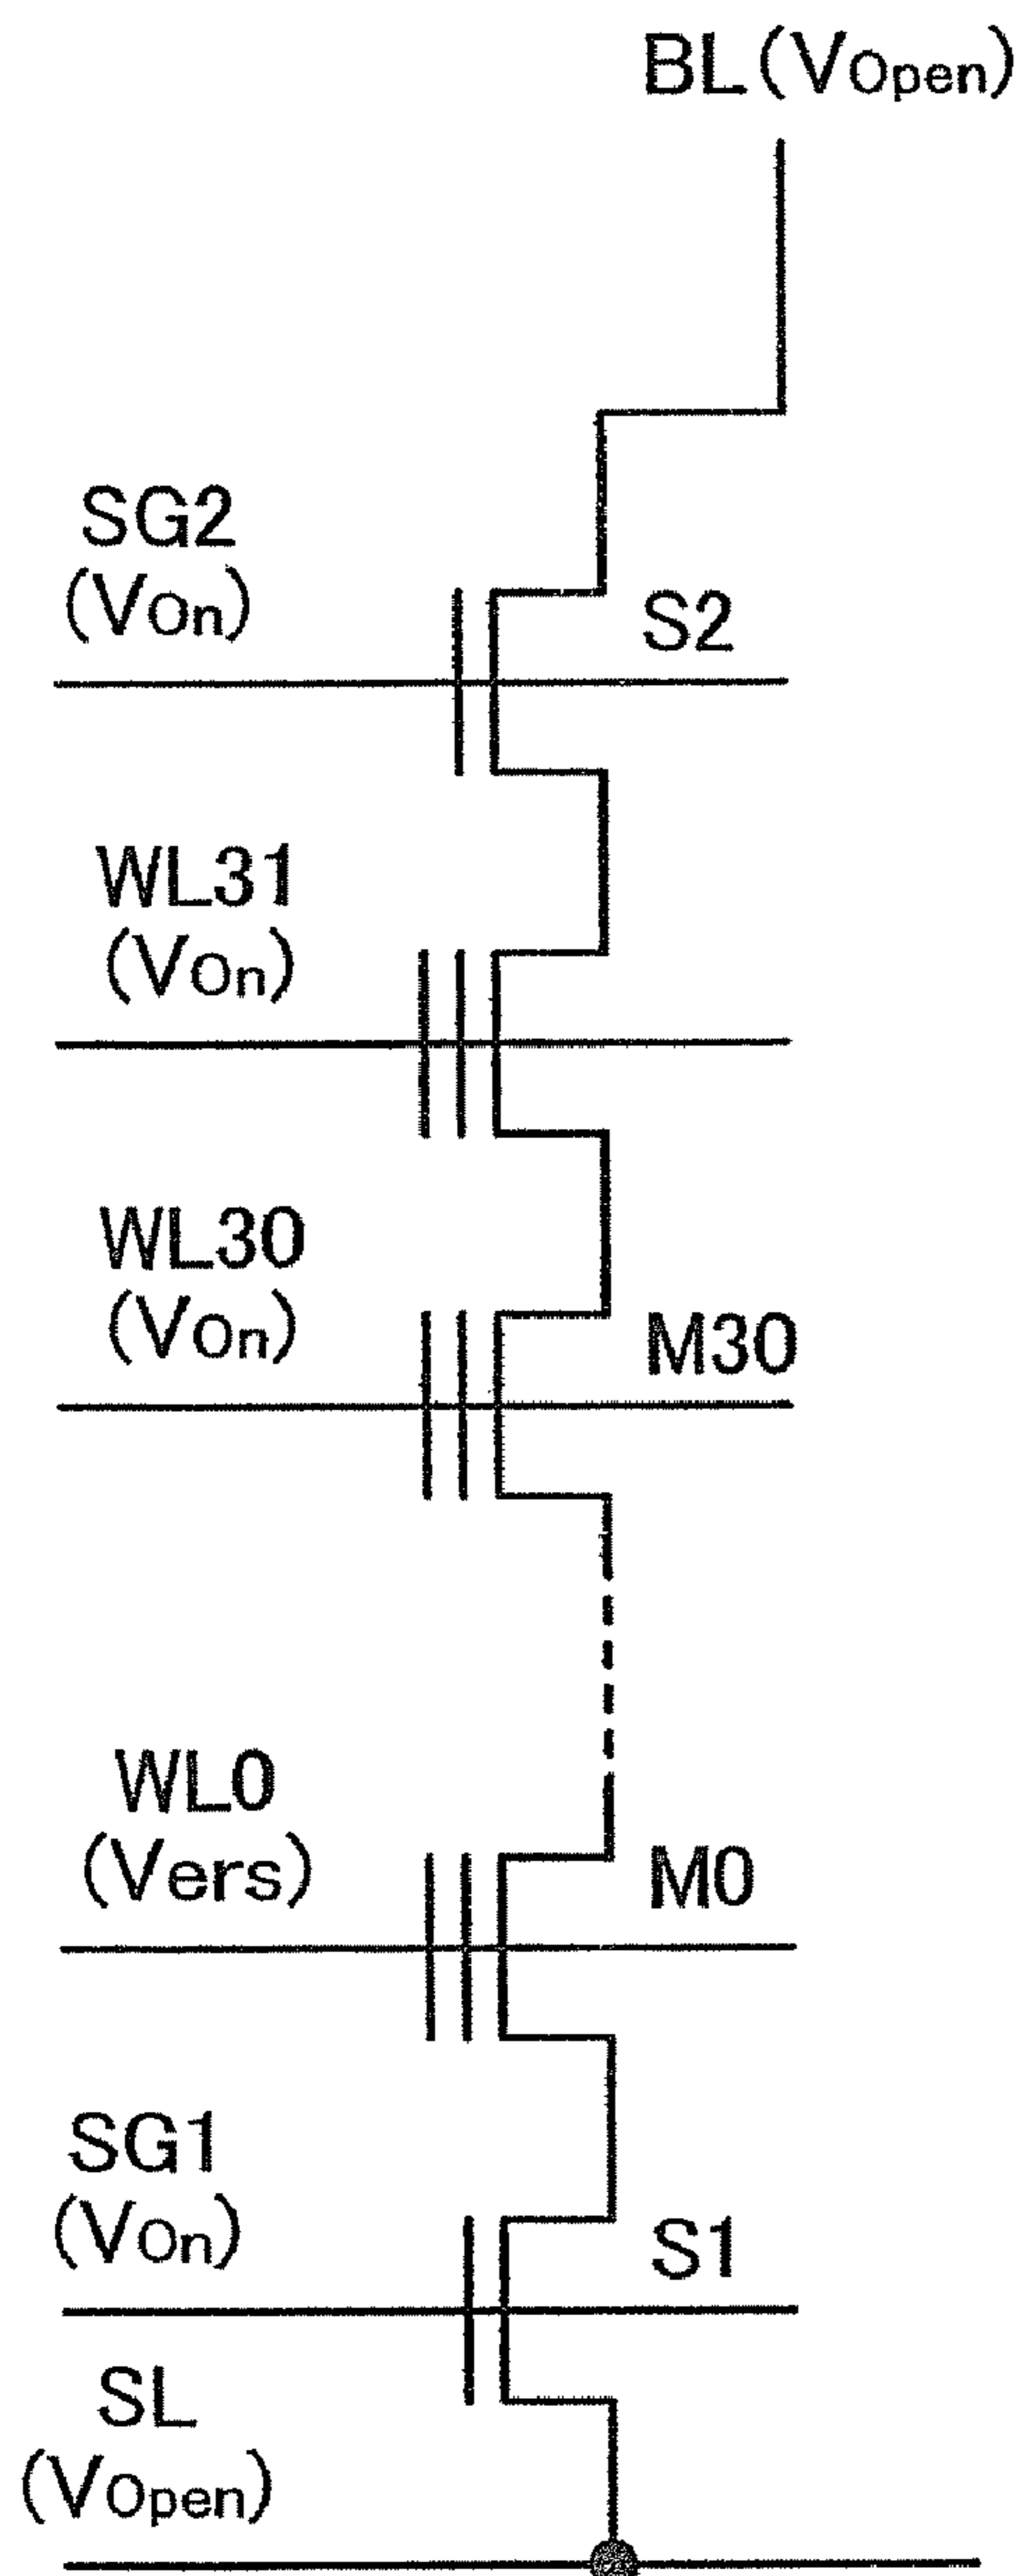 BL(VOpen)
SG2
(VOn)
S2
WL31
(VOn)
WL30
(VOn)
M30
WL0
(Vers)
M0
SG1
(VOn)
S1
SL
(VOpen)